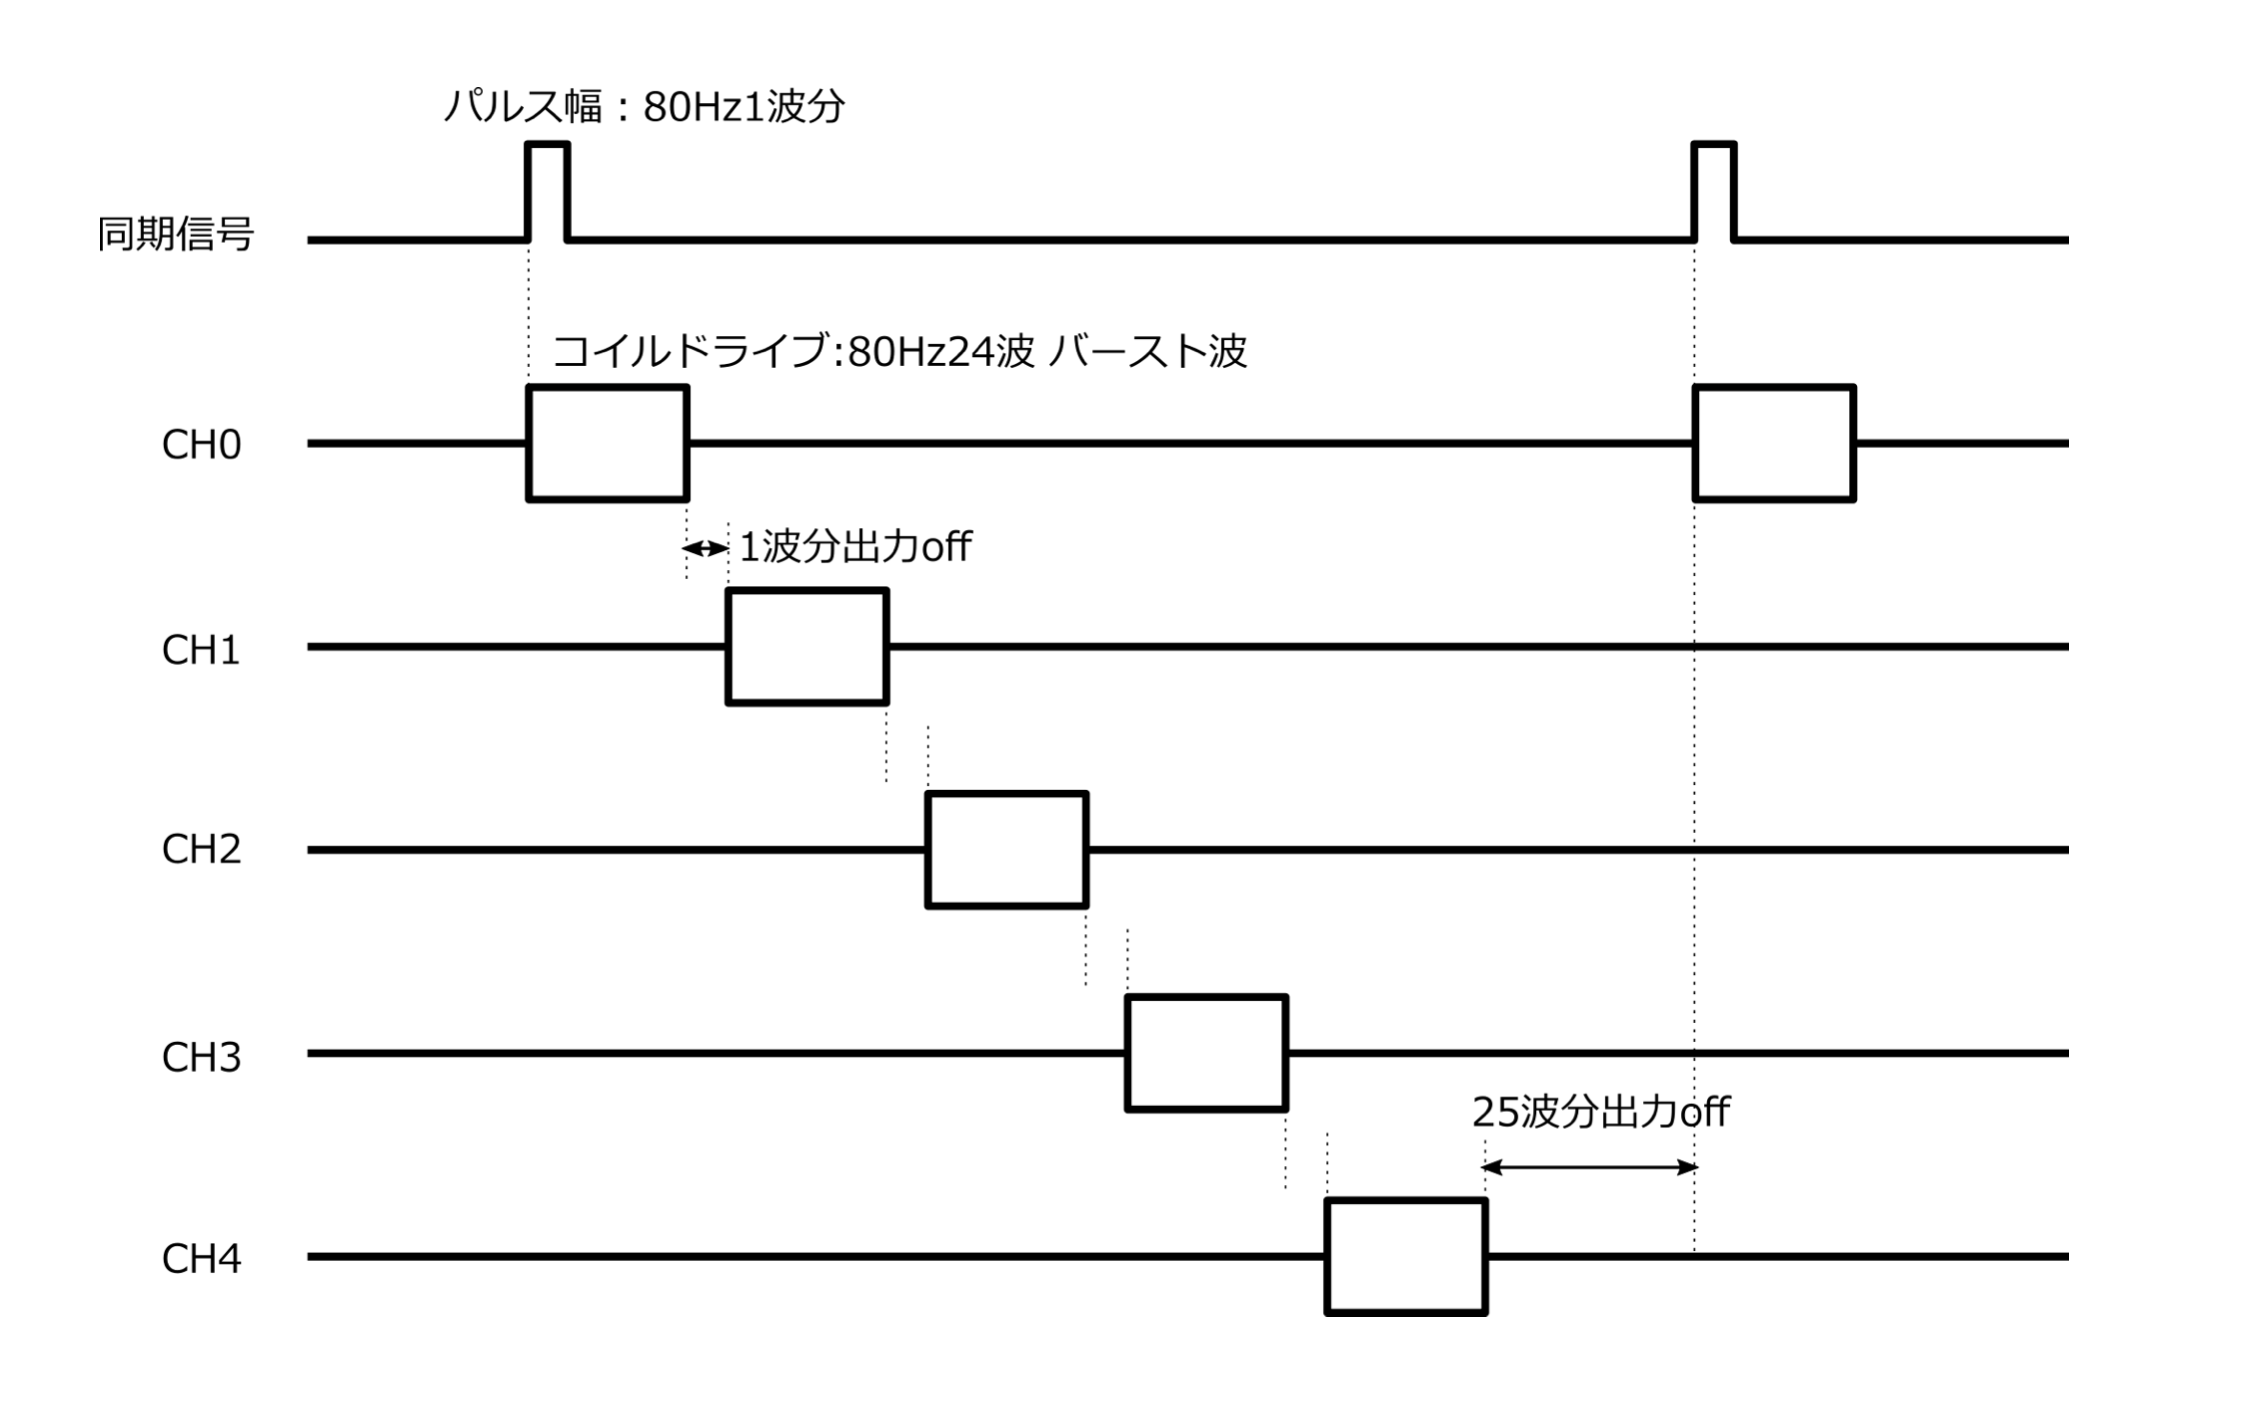 パルス幅：80Hz1波分
同期信号
コイルドライブ:80Hz24波 バースト波
CH0
1波分出力off
CH1
CH2
CH3
25波分出力off
CH4